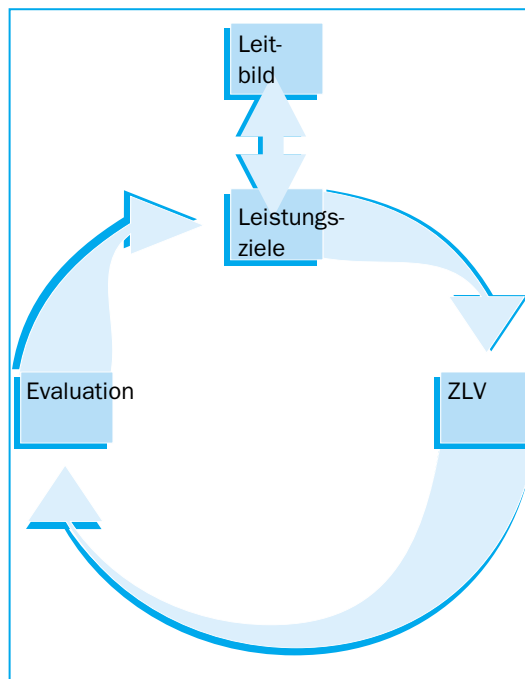 Leit-
bild
Leistungs-
ziele
Evaluation
ZLV